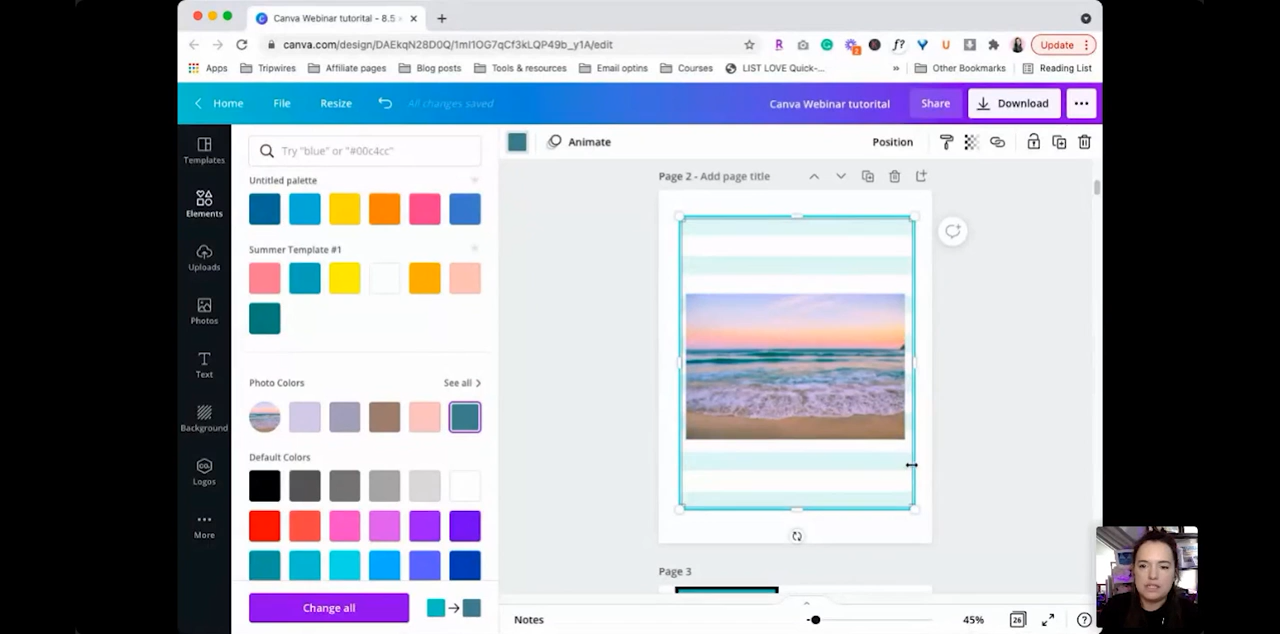 Canva Webinar tutorital - 8.5
canva.com/design/DAEkqN28D0Q/1mI1OG7qCf3kLQP49b_y1A/edit
Update
Apps
Tripwires
Affiliate pages
Blog posts
Tools & resources
Email optins
Courses
LIST LOVE Quick-...
»
Other Bookmarks
Reading List
Home
File
Resize
All changes saved
Canva Webinar tutorital
Share
Download
Templates
Elements
Uploads
Photos
Text
Background
Logos
More
Try "blue" or "#00c4cc"
Untitled palette
Summer Template #1
Photo Colors
See all
Default Colors
Change all
Animate
Position
Page 2 - Add page title
Page 3
Notes
45%
26